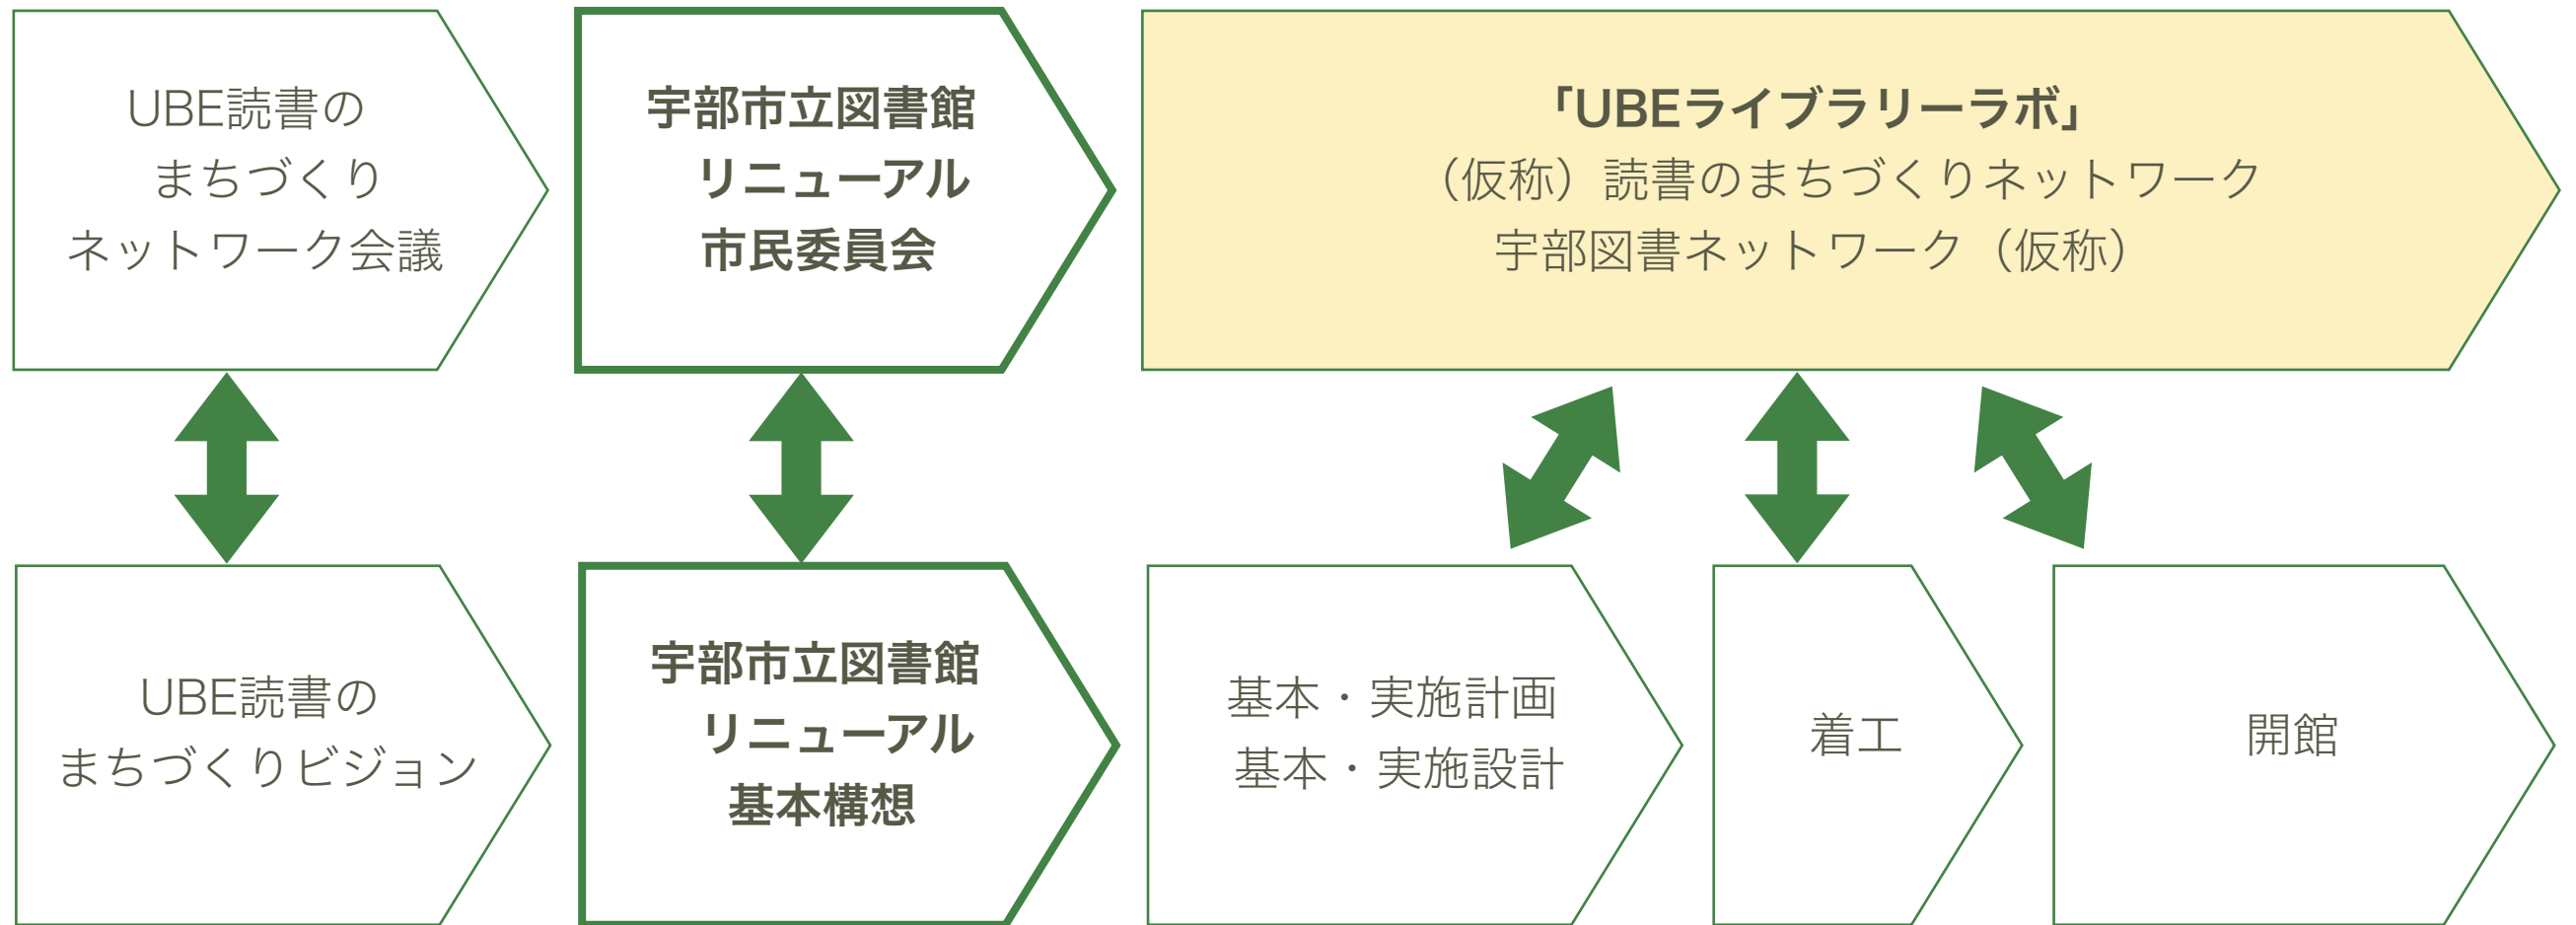 UBE読書の
まちづくり
ネットワーク会議
宇部市立図書館
リニューアル
市民委員会
「UBEライブラリーラボ」
（仮称）読書のまちづくりネットワーク
宇部図書ネットワーク（仮称）
UBE読書の
まちづくりビジョン
宇部市立図書館
リニューアル
基本構想
基本・実施計画
基本・実施設計
着工
開館